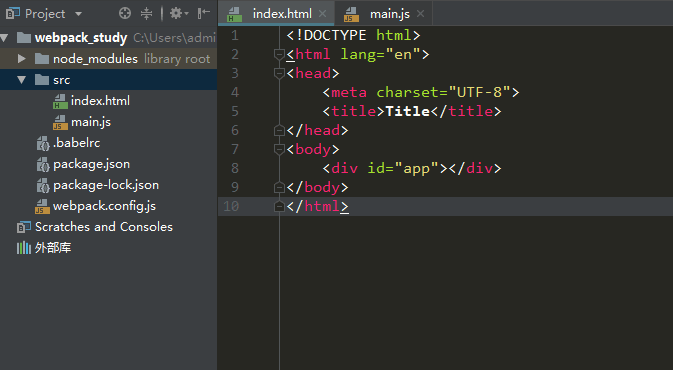 Project
webpack_study C:\Users\admi
node_modules library root
src
index.html
main.js
.babelrc
package.json
package-lock.json
webpack.config.js
Scratches and Consoles
外部库
index.html
main.js
1 <!DOCTYPE html>
2 <html lang="en">
3 <head>
4 <meta charset="UTF-8">
5 <title>Title</title>
6 </head>
7 <body>
8 <div id="app"></div>
9 </body>
10 </html>